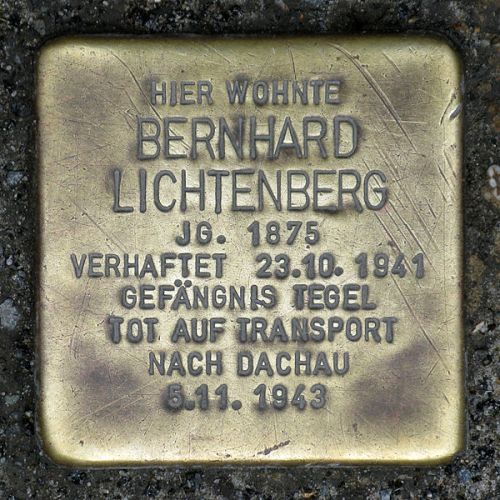 HIER WOHNTE
BERNHARD
LICHTENBERG
JG. 1875
VERHAFTET 23.10.1941
GEFÄNGNIS TEGEL
TOT AUF TRANSPORT
NACH DACHAU
5.11. 1943